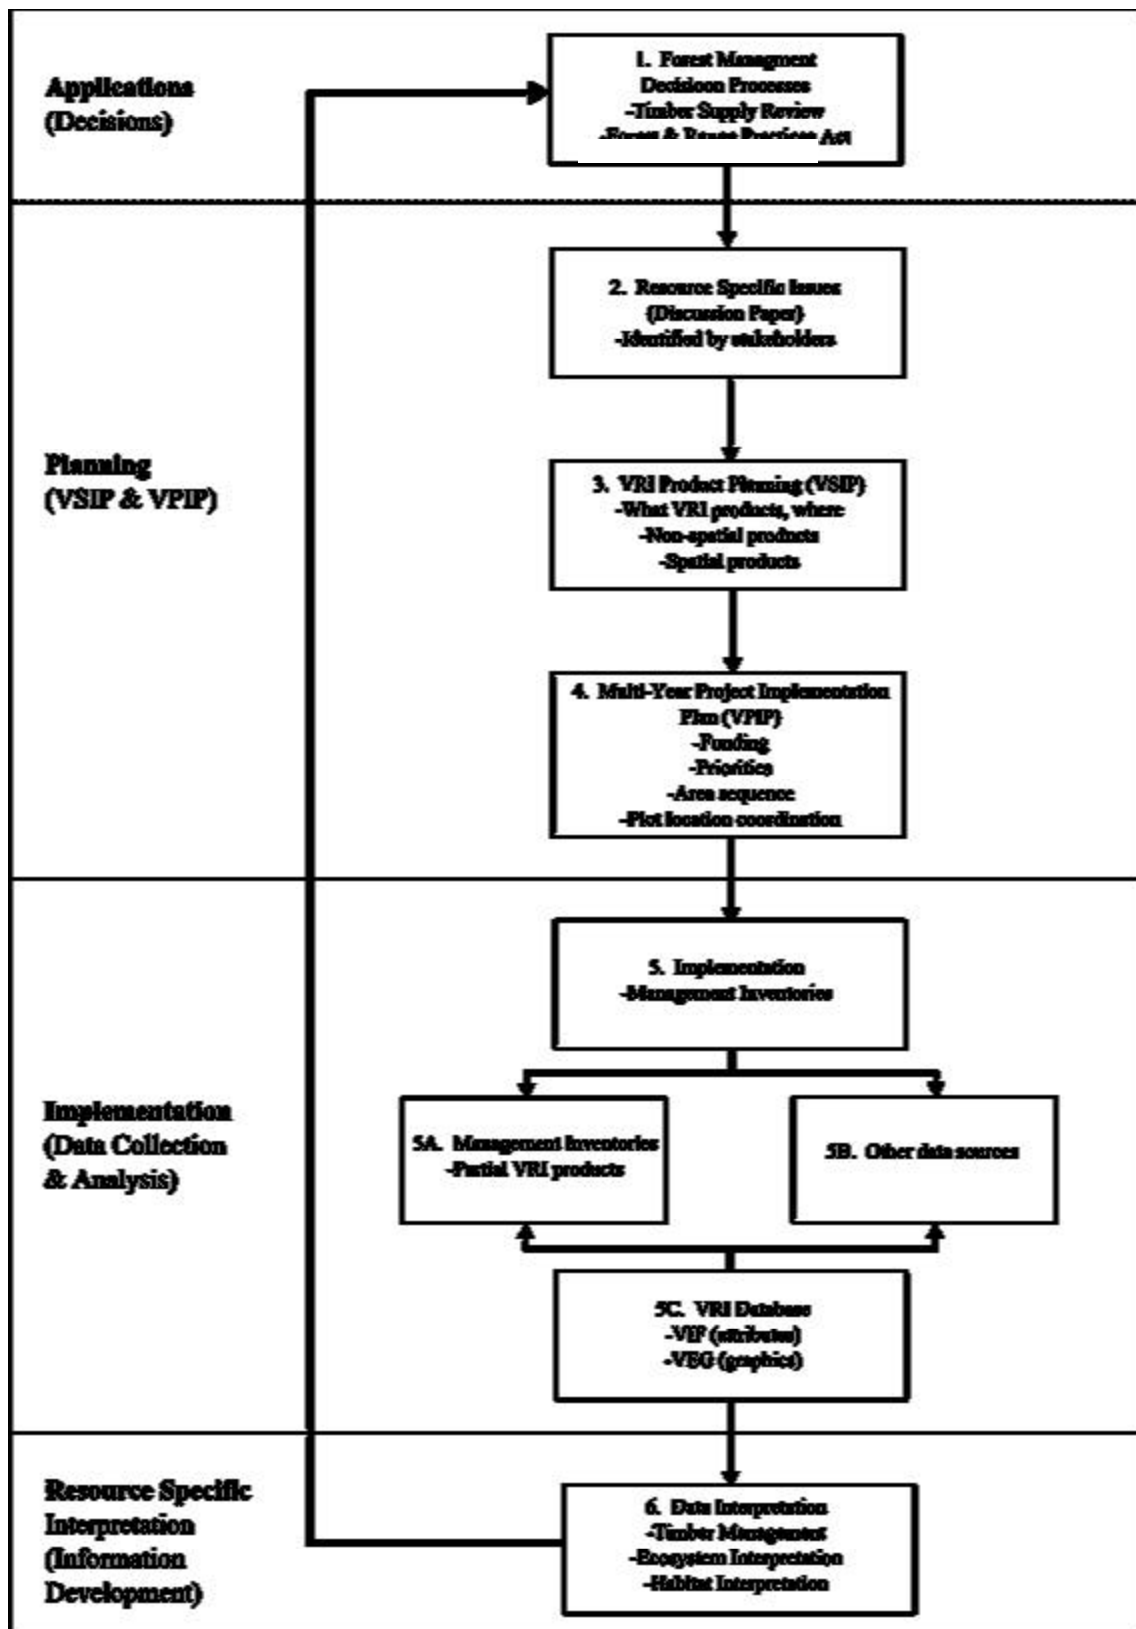 Applications
(Decisions)
1. Forest Managment
Decisioon Processes
-Timber Supply Review
-Forest & Range Practices Act
2. Resource Specific Issues
(Discussion Paper)
-Identified by stakeholders
Planning
(VSIP & VPIP)
3. VRI Product Planning (VSIP)
-What VRI products, where
-Non-spatial products
-Spatial products
4. Multi-Year Project Implementation
Plan (VPIP)
-Funding
-Priorities
-Area sequence
-Plot location coordination
5. Implementation
-Management Inventories
Implementation
(Data Collection
& Analysis)
5A. Management Inventories
-Partial VRI products
5B. Other data sources
5C. VRI Database
-VIF (attributes)
-VEG (graphics)
Resource Specific
Interpretation
(Information
Development)
6. Data Interpretation
-Timber Management
-Ecosystem Interpretation
-Habitat Interpretation